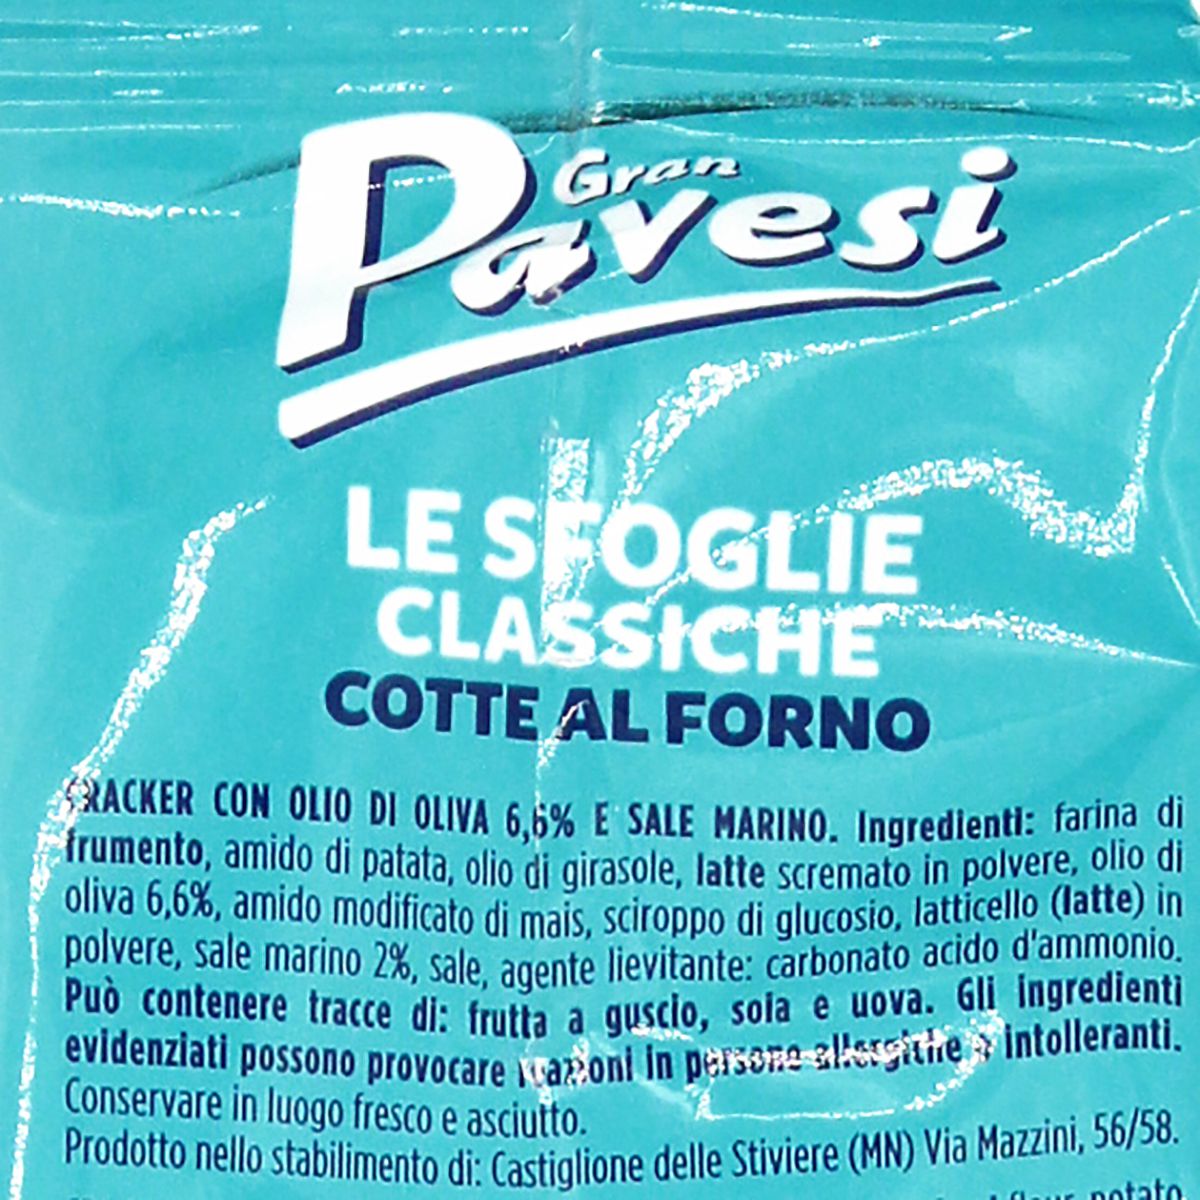 Gran
Pavesi
LE SFOGLIE
CLASSICHE
COTTE AL FORNO
CRACKER CON OLIO DI OLIVA 6,6% E SALE MARINO. Ingredienti: farina di
frumento, amido di patata, olio di girasole, latte scremato in polvere, olio di
oliva 6,6%, amido modificato di mais, sciroppo di glucosio, latticello (latte) in
polvere, sale marino 2%, sale, agente lievitante: carbonato acido d'ammonio.
Può contenere tracce di: frutta a guscio, soia e uova. Gli ingredienti
evidenziati possono provocare reazioni in persone allergiche o intolleranti.
Conservare in luogo fresco e asciutto.
Prodotto nello stabilimento di: Castiglione delle Stiviere (MN) Via Mazzini, 56/58.
flour, potato